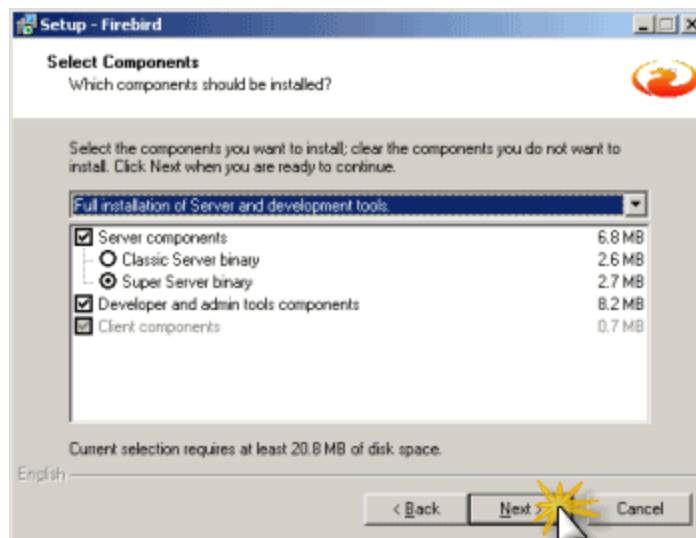 Setup - Firebird
Select Components
Which components should be installed?
Select the components you want to install; clear the components you do not want to
install. Click Next when you are ready to continue.
Full installation of Server and development tools.
Server components 6.8 MB
Classic Server binary 2.6 MB
Super Server binary 2.7 MB
Developer and admin tools components 8.2 MB
Client components 0.7 MB
Current selection requires at least 20.8 MB of disk space.
English
< Back Next > Cancel